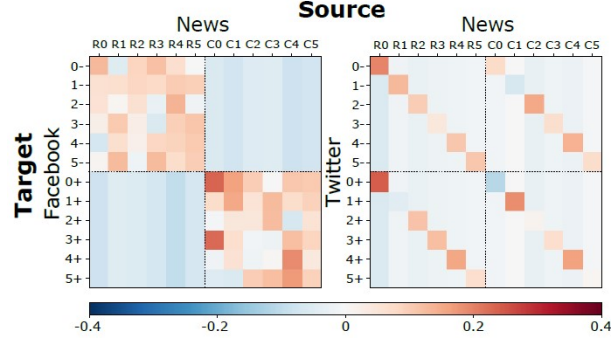 Source
News News
R0 R1 R2 R3 R4 R5 C0 C1 C2 C3 C4 C5 R0 R1 R2 R3 R4 R5 C0 C1 C2 C3 C4 C5
Target
Facebook
Twitter
0- 0-
1- 1-
2- 2-
3- 3-
4- 4-
5- 5-
0+ 0+
1+ 1+
2+ 2+
3+ 3+
4+ 4+
5+ 5+
-0.4 -0.2 0 0.2 0.4